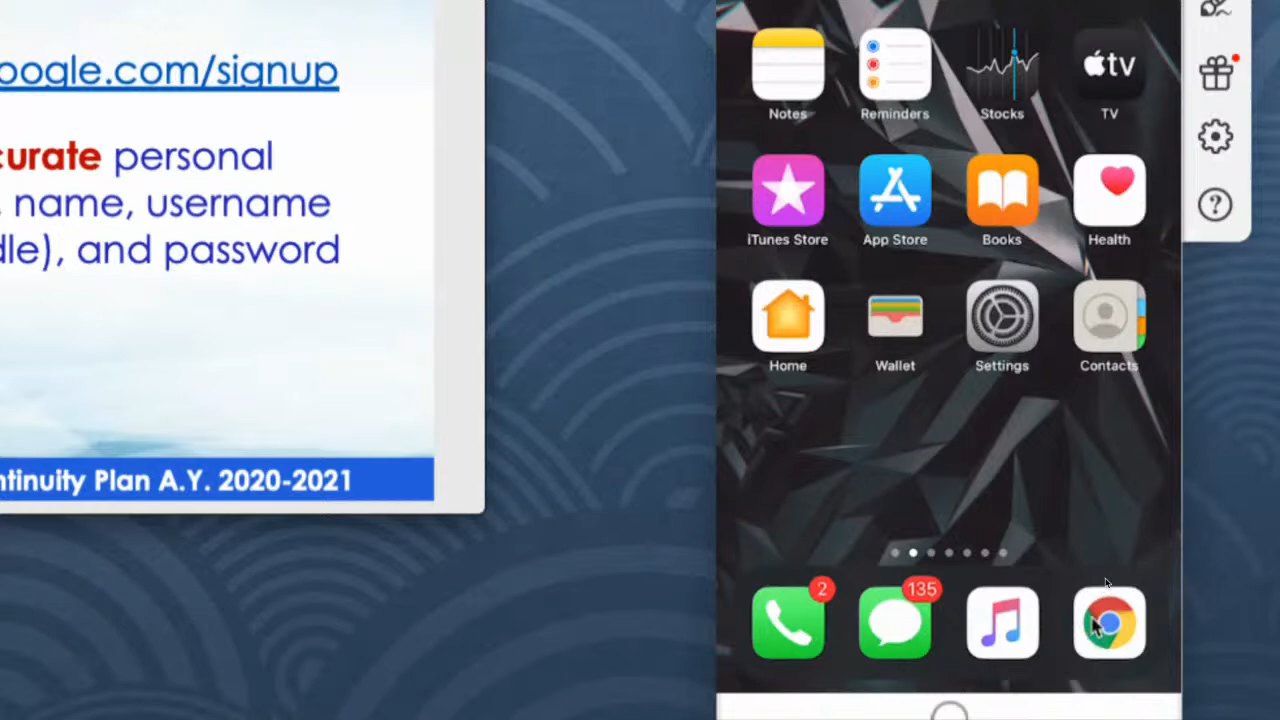 oogle.com/signup
curate personal
name, username
dle), and password
ntinuity Plan A.Y. 2020-2021
tv
Notes
Reminders
Stocks
TV
iTunes Store
App Store
Books
Health
Home
Wallet
Settings
Contacts
2
135
?